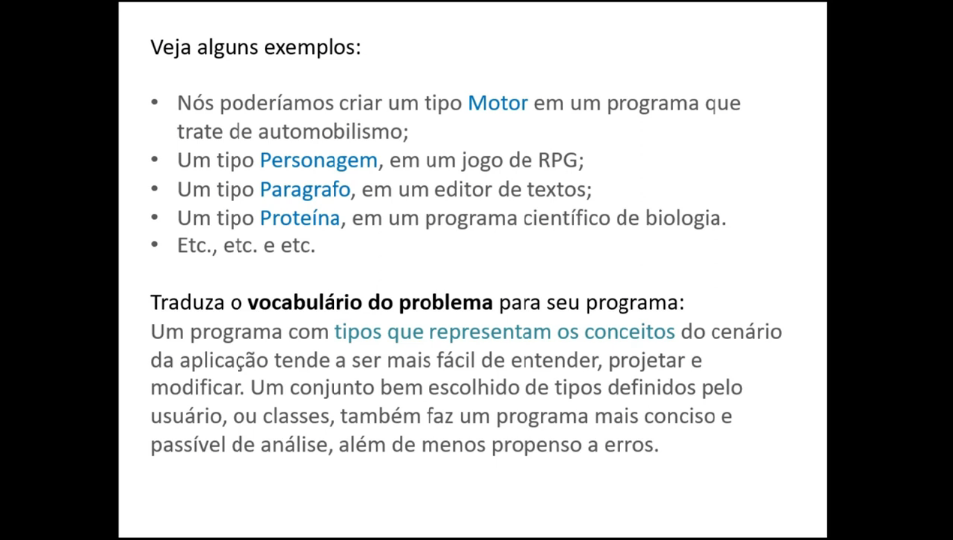 Veja alguns exemplos:
• Nós poderíamos criar um tipo Motor em um programa que
trate de automobilismo;
• Um tipo Personagem, em um jogo de RPG;
• Um tipo Paragrafo, em um editor de textos;
• Um tipo Proteína, em um programa científico de biologia.
• Etc., etc. e etc.
Traduza o vocabulário do problema para seu programa:
Um programa com tipos que representam os conceitos do cenário
da aplicação tende a ser mais fácil de entender, projetar e
modificar. Um conjunto bem escolhido de tipos definidos pelo
usuário, ou classes, também faz um programa mais conciso e
passível de análise, além de menos propenso a erros.